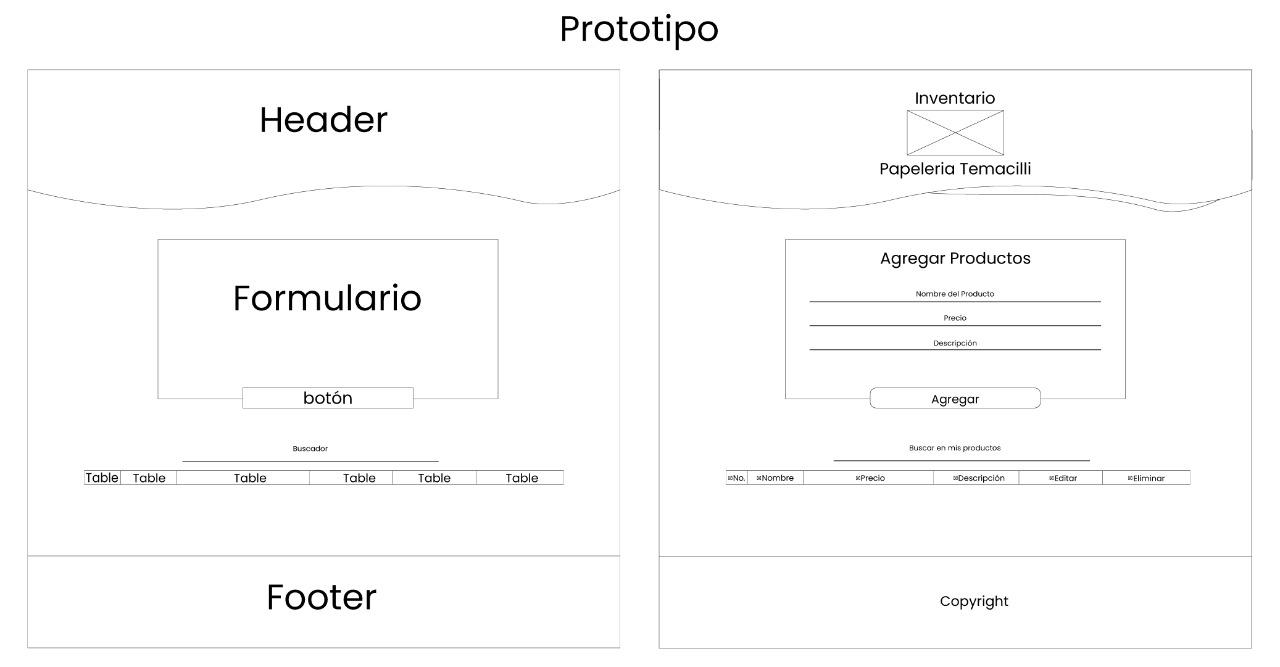 Prototipo
Header
Formulario
botón
Buscador
Table Table Table Table Table Table
Footer
Inventario
Papeleria Temacilli
Agregar Productos
Nombre del Producto
Precio
Descripción
Agregar
Buscar en mis productos
No. Nombre Precio Descripción Editar Eliminar
Copyright